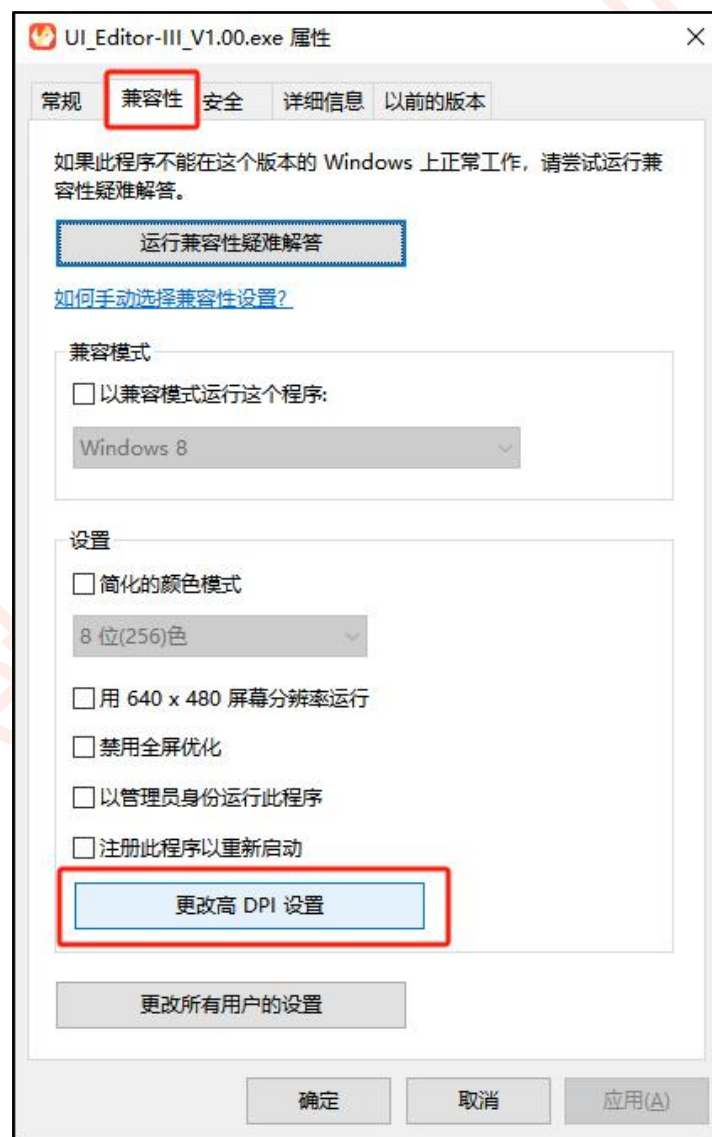 UI_Editor-III_V1.00.exe 属性
常规 兼容性 安全 详细信息 以前的版本
如果此程序不能在这个版本的 Windows 上正常工作，请尝试运行兼
容性疑难解答。
运行兼容性疑难解答
如何手动选择兼容性设置?
兼容模式
以兼容模式运行这个程序:
Windows 8
设置
简化的颜色模式
8 位(256)色
用 640 x 480 屏幕分辨率运行
禁用全屏优化
以管理员身份运行此程序
注册此程序以重新启动
更改高 DPI 设置
更改所有用户的设置
确定 取消 应用(A)